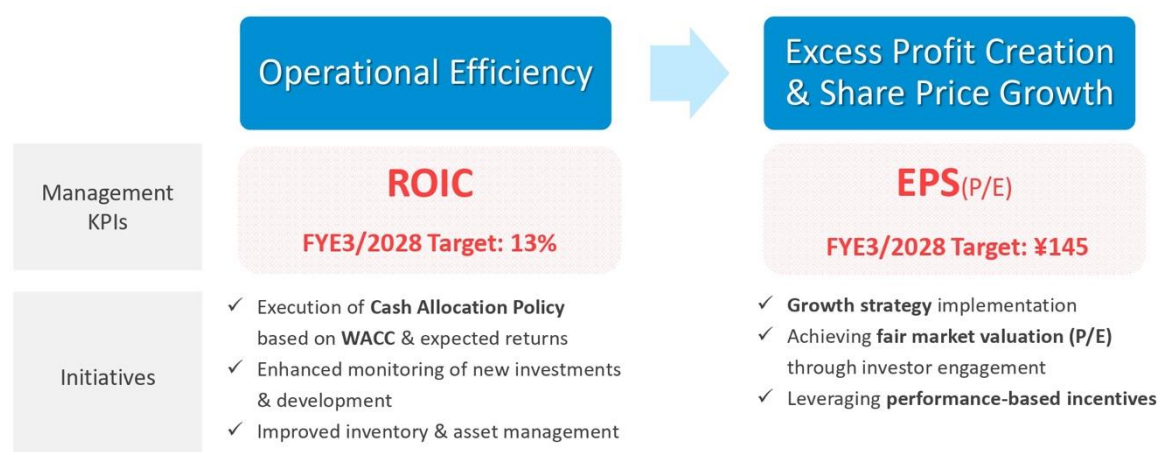 Operational Efficiency
Excess Profit Creation
& Share Price Growth
Management
KPIs
ROIC
FYE3/2028 Target: 13%
EPS(P/E)
FYE3/2028 Target: ¥145
Initiatives
✓ Execution of Cash Allocation Policy
based on WACC & expected returns
✓ Enhanced monitoring of new investments
& development
✓ Improved inventory & asset management
✓ Growth strategy implementation
✓ Achieving fair market valuation (P/E)
through investor engagement
✓ Leveraging performance-based incentives